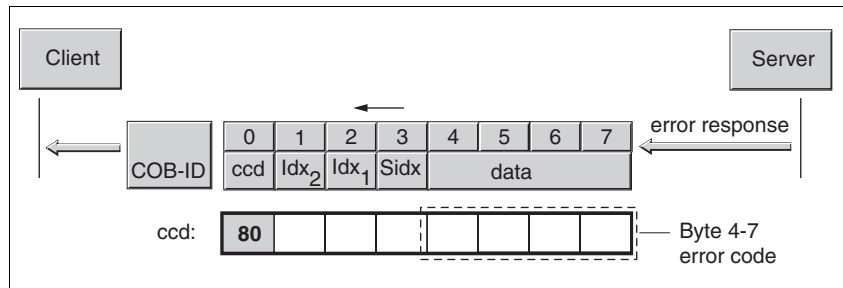 Client
Server
error response
0 1 2 3 4 5 6 7
COB-ID ccd Idx2 Idx1 Sidx data
ccd: 80
Byte 4-7
error code